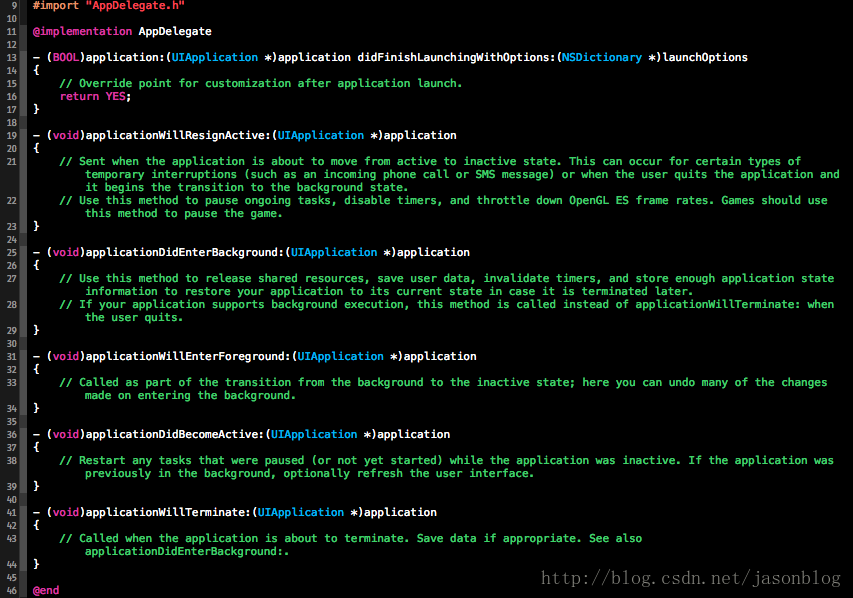 9 #import "AppDelegate.h"
10
11 @implementation AppDelegate
12
13 - (BOOL)application:(UIApplication *)application didFinishLaunchingWithOptions:(NSDictionary *)launchOptions
14 {
15 // Override point for customization after application launch.
16 return YES;
17 }
18
19 - (void)applicationWillResignActive:(UIApplication *)application
20 {
21 // Sent when the application is about to move from active to inactive state. This can occur for certain types of
temporary interruptions (such as an incoming phone call or SMS message) or when the user quits the application and
it begins the transition to the background state.
22 // Use this method to pause ongoing tasks, disable timers, and throttle down OpenGL ES frame rates. Games should use
this method to pause the game.
23 }
24
25 - (void)applicationDidEnterBackground:(UIApplication *)application
26 {
27 // Use this method to release shared resources, save user data, invalidate timers, and store enough application state
information to restore your application to its current state in case it is terminated later.
28 // If your application supports background execution, this method is called instead of applicationWillTerminate: when
the user quits.
29 }
30
31 - (void)applicationWillEnterForeground:(UIApplication *)application
32 {
33 // Called as part of the transition from the background to the inactive state; here you can undo many of the changes
made on entering the background.
34 }
35
36 - (void)applicationDidBecomeActive:(UIApplication *)application
37 {
38 // Restart any tasks that were paused (or not yet started) while the application was inactive. If the application was
previously in the background, optionally refresh the user interface.
39 }
40
41 - (void)applicationWillTerminate:(UIApplication *)application
42 {
43 // Called when the application is about to terminate. Save data if appropriate. See also
applicationDidEnterBackground:.
44 }
45
46 @end
http://blog.csdn.net/jasonblog